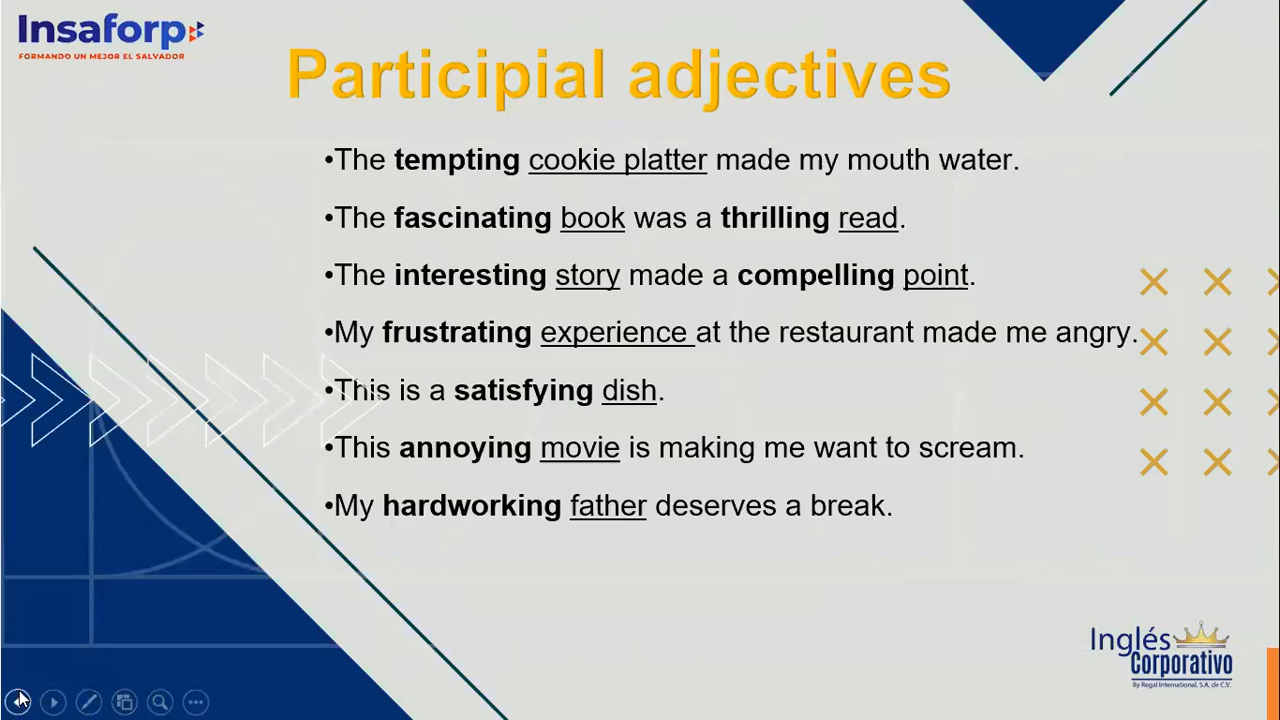 Insaforp
FORMANDO UN MEJOR EL SALVADOR
Participial adjectives
•The tempting cookie platter made my mouth water.
•The fascinating book was a thrilling read.
•The interesting story made a compelling point.
•My frustrating experience at the restaurant made me angry.
•This is a satisfying dish.
•This annoying movie is making me want to scream.
•My hardworking father deserves a break.
Inglés
Corporativo
By Regal International, S.A. de C.V.